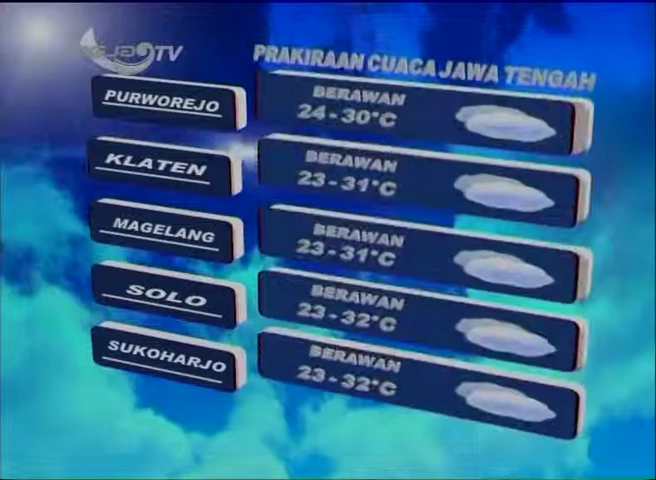 TV
PRAKIRAAN CUACA JAWA TENGAH
PURWOREJO
BERAWAN
24 - 30°C
KLATEN
BERAWAN
23 - 31°C
MAGELANG
BERAWAN
23 - 31°C
SOLO
BERAWAN
23 - 32°C
SUKOHARJO
BERAWAN
23 - 32°C